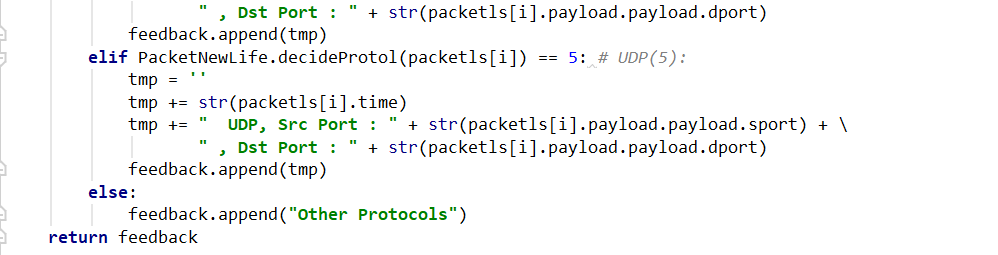 " , Dst Port : " + str(packetls[i].payload.payload.dport)
feedback.append(tmp)
elif PacketNewLife.decideProtol(packetls[i]) == 5: # UDP(5):
tmp = ''
tmp += str(packetls[i].time)
tmp += "  UDP, Src Port : " + str(packetls[i].payload.payload.sport) + \
" , Dst Port : " + str(packetls[i].payload.payload.dport)
feedback.append(tmp)
else:
feedback.append("Other Protocols")
return feedback